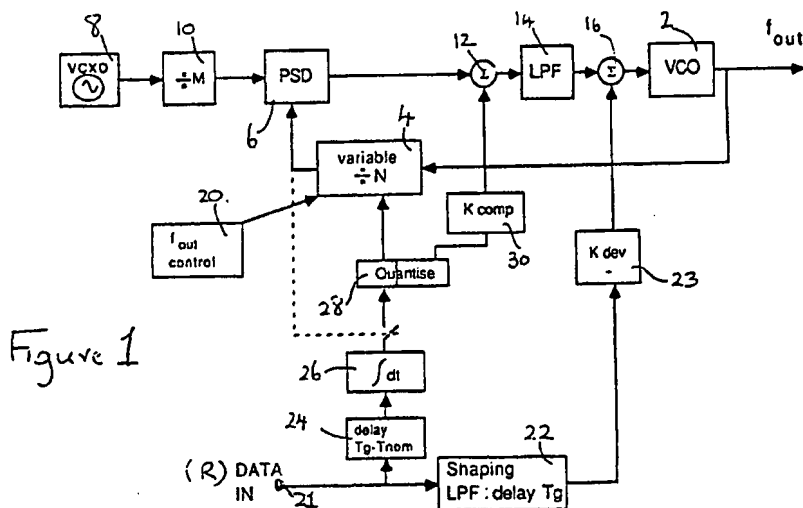 8
VCXO
10
÷M
PSD
6
12
Σ
14
LPF
16
Σ
2
VCO
f out
4
variable
÷ N
20.
f out
control
K comp
30
28
Quantise
K dev
-
23
Figure 1
26
∫ dt
24
delay
Tg-Tnom
(R) DATA
IN
21
22
Shaping
LPF : delay Tg